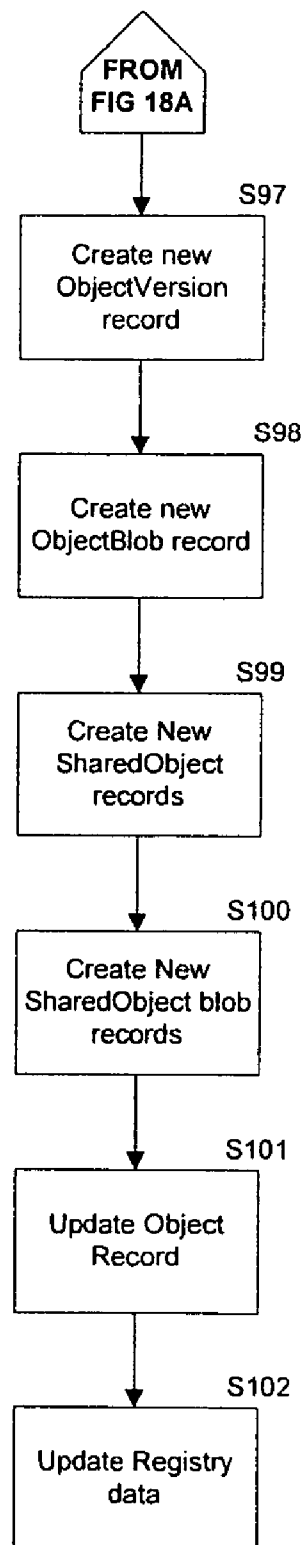 FROM
FIG 18A
S97
Create new
ObjectVersion
record
S98
Create new
ObjectBlob record
S99
Create New
SharedObject
records
S100
Create New
SharedObject blob
records
S101
Update Object
Record
S102
Update Registry
data